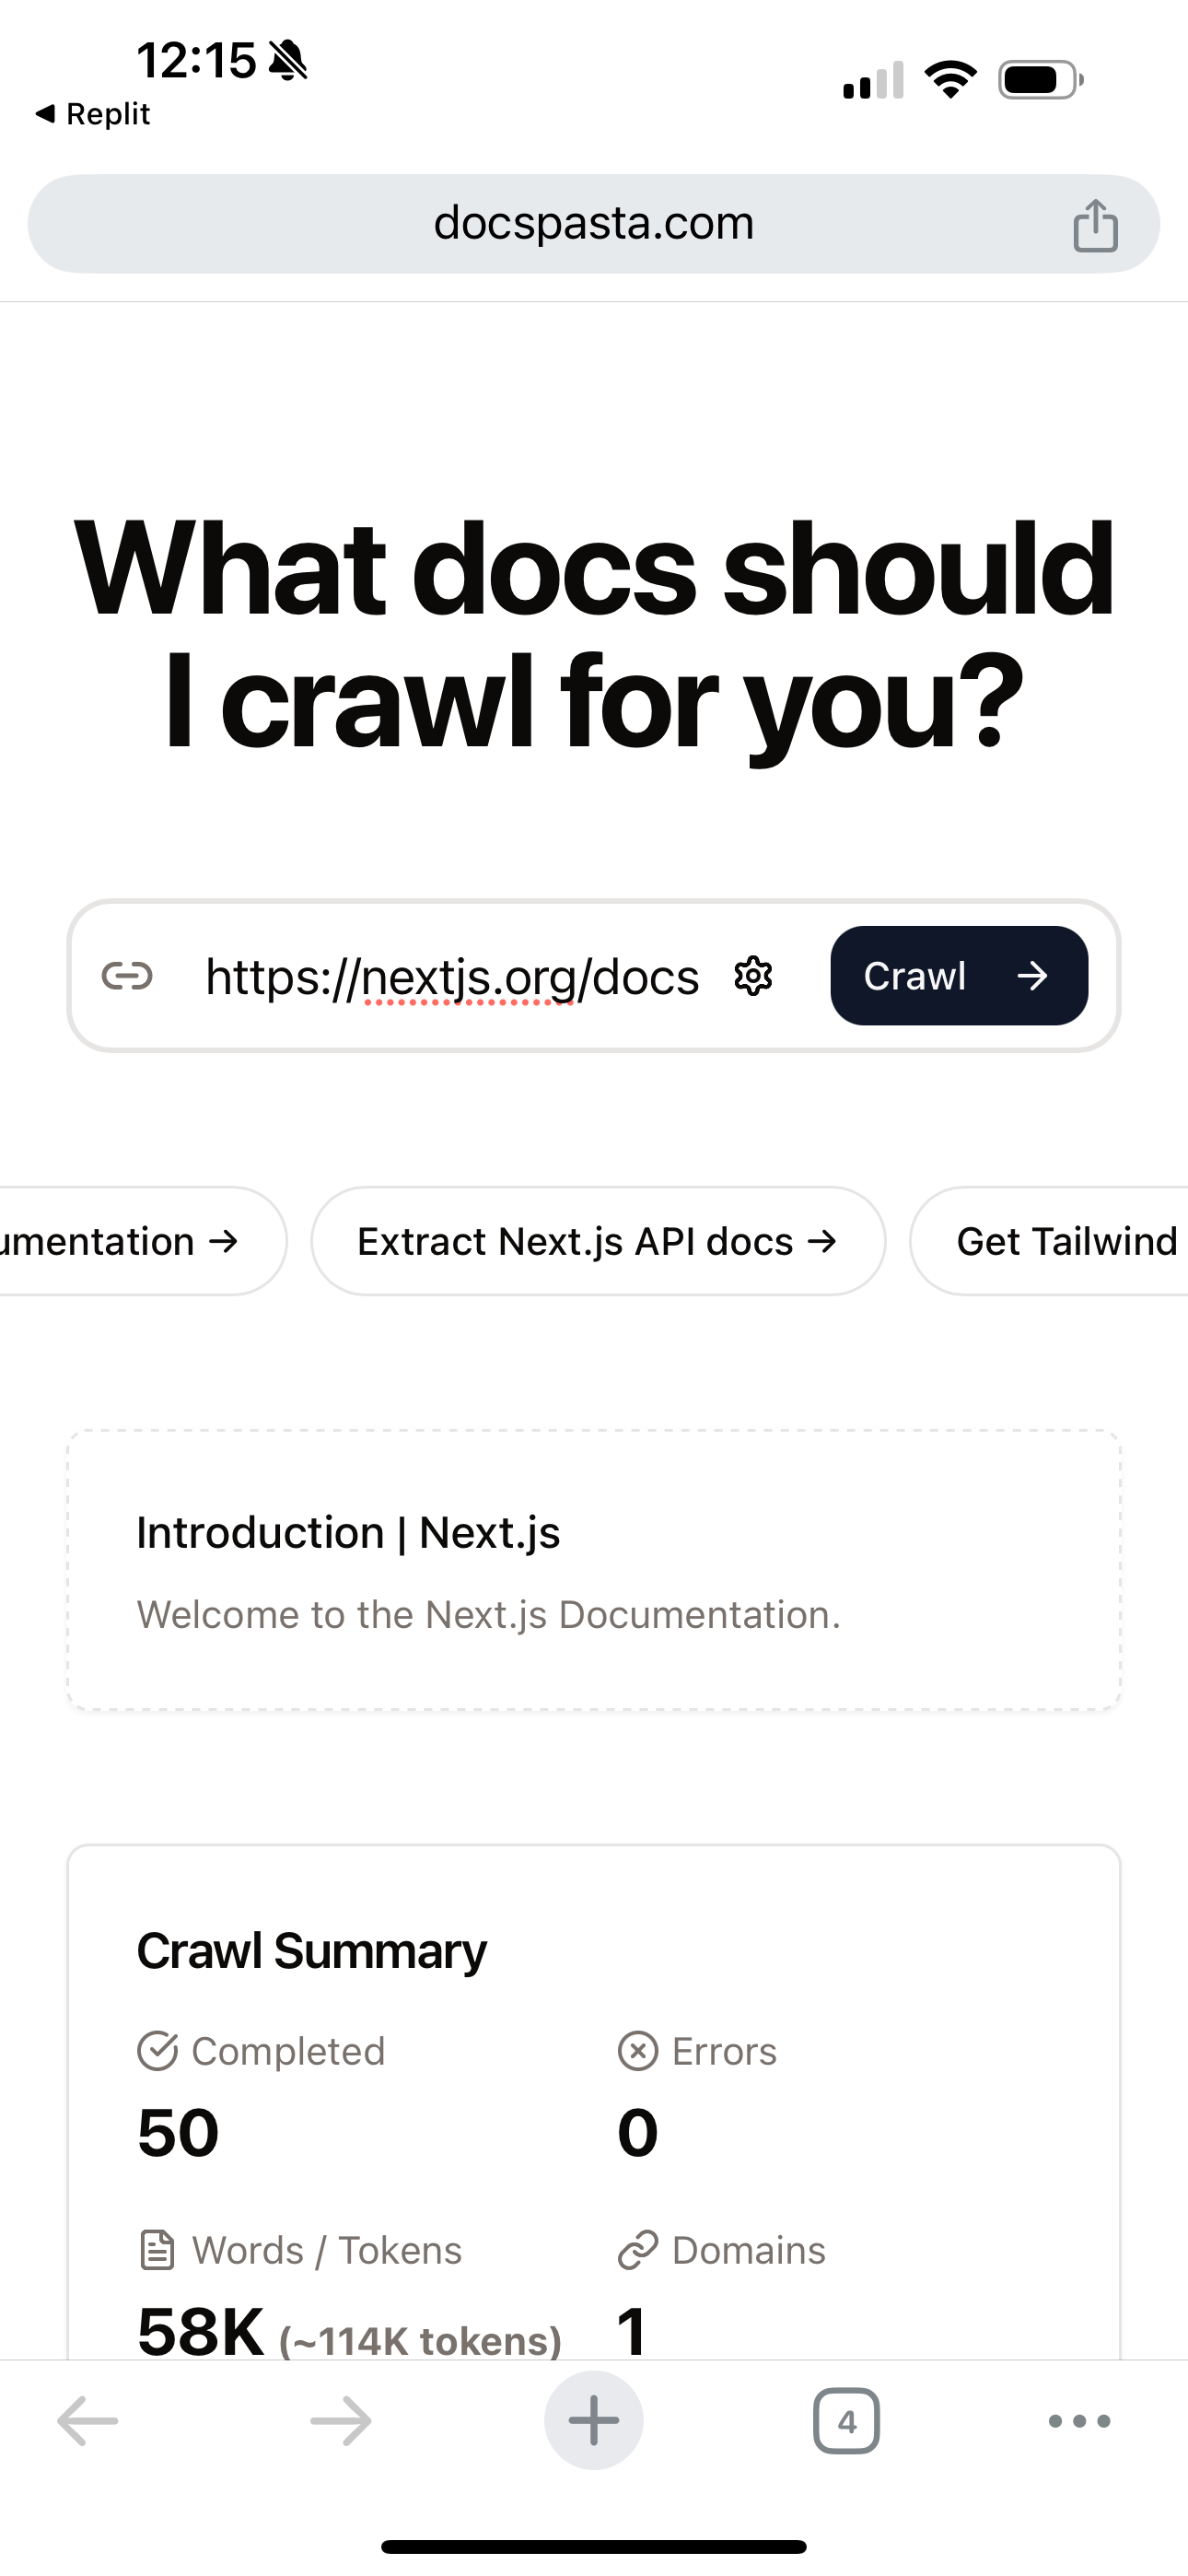 12:15
◀ Replit
docspasta.com
What docs should
I crawl for you?
https://nextjs.org/docs
Crawl →
umentation →
Extract Next.js API docs →
Get Tailwind
Introduction | Next.js
Welcome to the Next.js Documentation.
Crawl Summary
Completed
Errors
50
0
Words / Tokens
Domains
58K (~114K tokens)
1
4